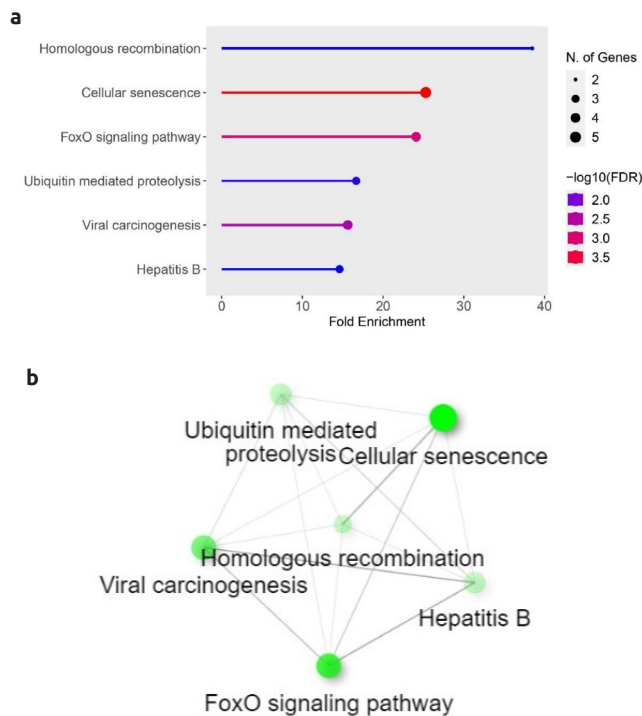 a
Homologous recombination
Cellular senescence
FoxO signaling pathway
Ubiquitin mediated proteolysis
Viral carcinogenesis
Hepatitis B
0 10 20 30 40
Fold Enrichment
N. of Genes
2
3
4
5
−log10(FDR)
2.0
2.5
3.0
3.5
b
Ubiquitin mediated
proteolysis
Cellular senescence
Homologous recombination
Viral carcinogenesis
Hepatitis B
FoxO signaling pathway